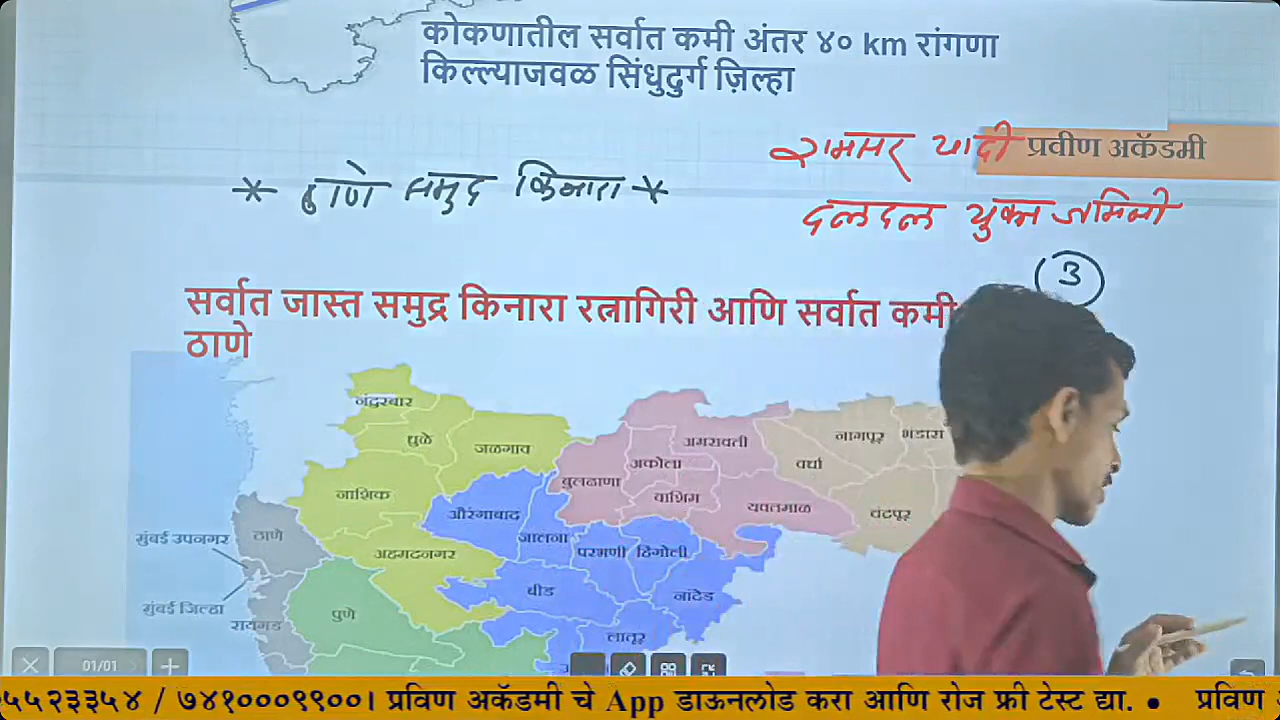 कोकणातील सर्वात कमी अंतर ४० km रांगणा
किल्ल्याजवळ सिंधुदुर्ग ज़िल्हा
रामसर यादी
प्रवीण अकॅडमी
* ठाणे समुद्र किनारा *
दलदल युक्त जमिनी
3
सर्वात जास्त समुद्र किनारा रत्नागिरी आणि सर्वात कमी
ठाणे
नंदुरबार
धुळे
जळगाव
अमरावती
नागपूर
भंडारा
अकोला
वर्धा
बुलढाणा
नाशिक
वाशिम
यवतमाळ
चंद्रपूर
औरंगाबाद
मुंबई उपनगर
ठाणे
जालना
परभणी
हिंगोली
अहमदनगर
बीड
नांदेड
मुंबई जिल्हा
रायगड
पुणे
लातूर
01/01
५५२३३५४ / ७४१०००९९००। प्रविण अकॅडमी चे App डाऊनलोड करा आणि रोज फ्री टेस्ट द्या. • प्रविण